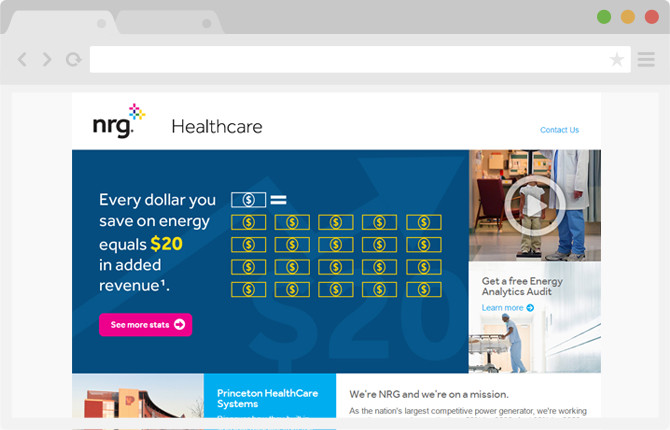 nrg.
Healthcare
Contact Us
Every dollar you
save on energy
equals $20
in added
revenue¹.
$ =
$ $ $ $ $
$ $ $ $ $
$ $ $ $ $
$ $ $ $ $
$20
See more stats
Get a free Energy
Analytics Audit
Learn more
Princeton HealthCare
Systems
We're NRG and we're on a mission.
As the nation's largest competitive power generator, we're working